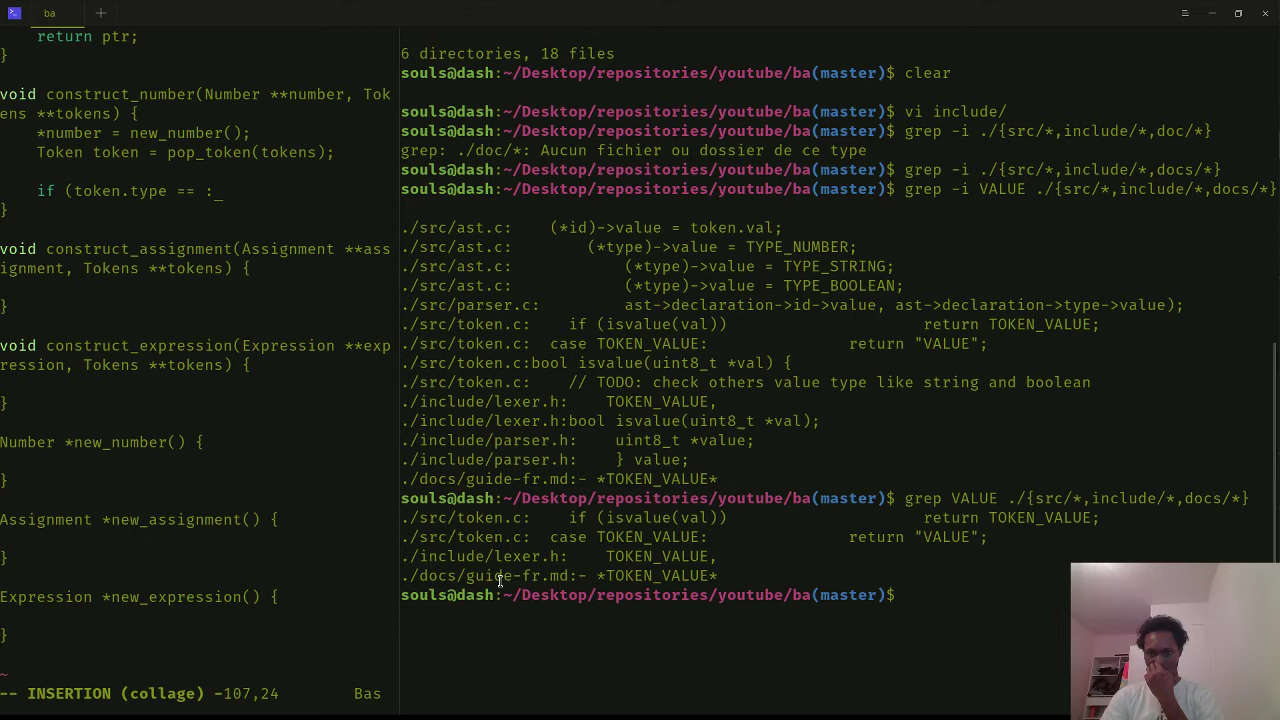 ba
    return ptr;
}
void construct_number(Number **number, Tok
ens **tokens) {
    *number = new_number();
    Token token = pop_token(tokens);
    if (token.type == :_
}
void construct_assignment(Assignment **ass
ignment, Tokens **tokens) {
}
void construct_expression(Expression **exp
ression, Tokens **tokens) {
}
Number *new_number() {
}
Assignment *new_assignment() {
}
Expression *new_expression() {
}
~
-- INSERTION (collage) -107,24        Bas
6 directories, 18 files
souls@dash:~/Desktop/repositories/youtube/ba(master)$ clear
souls@dash:~/Desktop/repositories/youtube/ba(master)$ vi include/
souls@dash:~/Desktop/repositories/youtube/ba(master)$ grep -i ./{src/*,include/*,doc/*}
grep: ./doc/*: Aucun fichier ou dossier de ce type
souls@dash:~/Desktop/repositories/youtube/ba(master)$ grep -i ./{src/*,include/*,docs/*}
souls@dash:~/Desktop/repositories/youtube/ba(master)$ grep -i VALUE ./{src/*,include/*,docs/*}
./src/ast.c:    (*id)->value = token.val;
./src/ast.c:        (*type)->value = TYPE_NUMBER;
./src/ast.c:            (*type)->value = TYPE_STRING;
./src/ast.c:            (*type)->value = TYPE_BOOLEAN;
./src/parser.c:         ast->declaration->id->value, ast->declaration->type->value);
./src/token.c:    if (isvalue(val))                     return TOKEN_VALUE;
./src/token.c:  case TOKEN_VALUE:           return "VALUE";
./src/token.c:bool isvalue(uint8_t *val) {
./src/token.c:    // TODO: check others value type like string and boolean
./include/lexer.h:    TOKEN_VALUE,
./include/lexer.h:bool isvalue(uint8_t *val);
./include/parser.h:    uint8_t *value;
./include/parser.h:    } value;
./docs/guide-fr.md:- *TOKEN_VALUE*
souls@dash:~/Desktop/repositories/youtube/ba(master)$ grep VALUE ./{src/*,include/*,docs/*}
./src/token.c:    if (isvalue(val))                     return TOKEN_VALUE;
./src/token.c:  case TOKEN_VALUE:           return "VALUE";
./include/lexer.h:    TOKEN_VALUE,
./docs/guide-fr.md:- *TOKEN_VALUE*
souls@dash:~/Desktop/repositories/youtube/ba(master)$